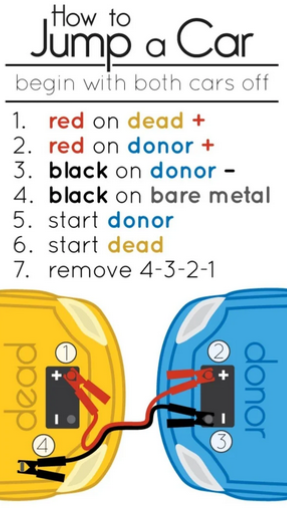 How to
Jump a Car
begin with both cars off
1. red on dead +
2. red on donor +
3. black on donor –
4. black on bare metal
5. start donor
6. start dead
7. remove 4-3-2-1
dead
1
+
–
4
2
+
–
3
donor